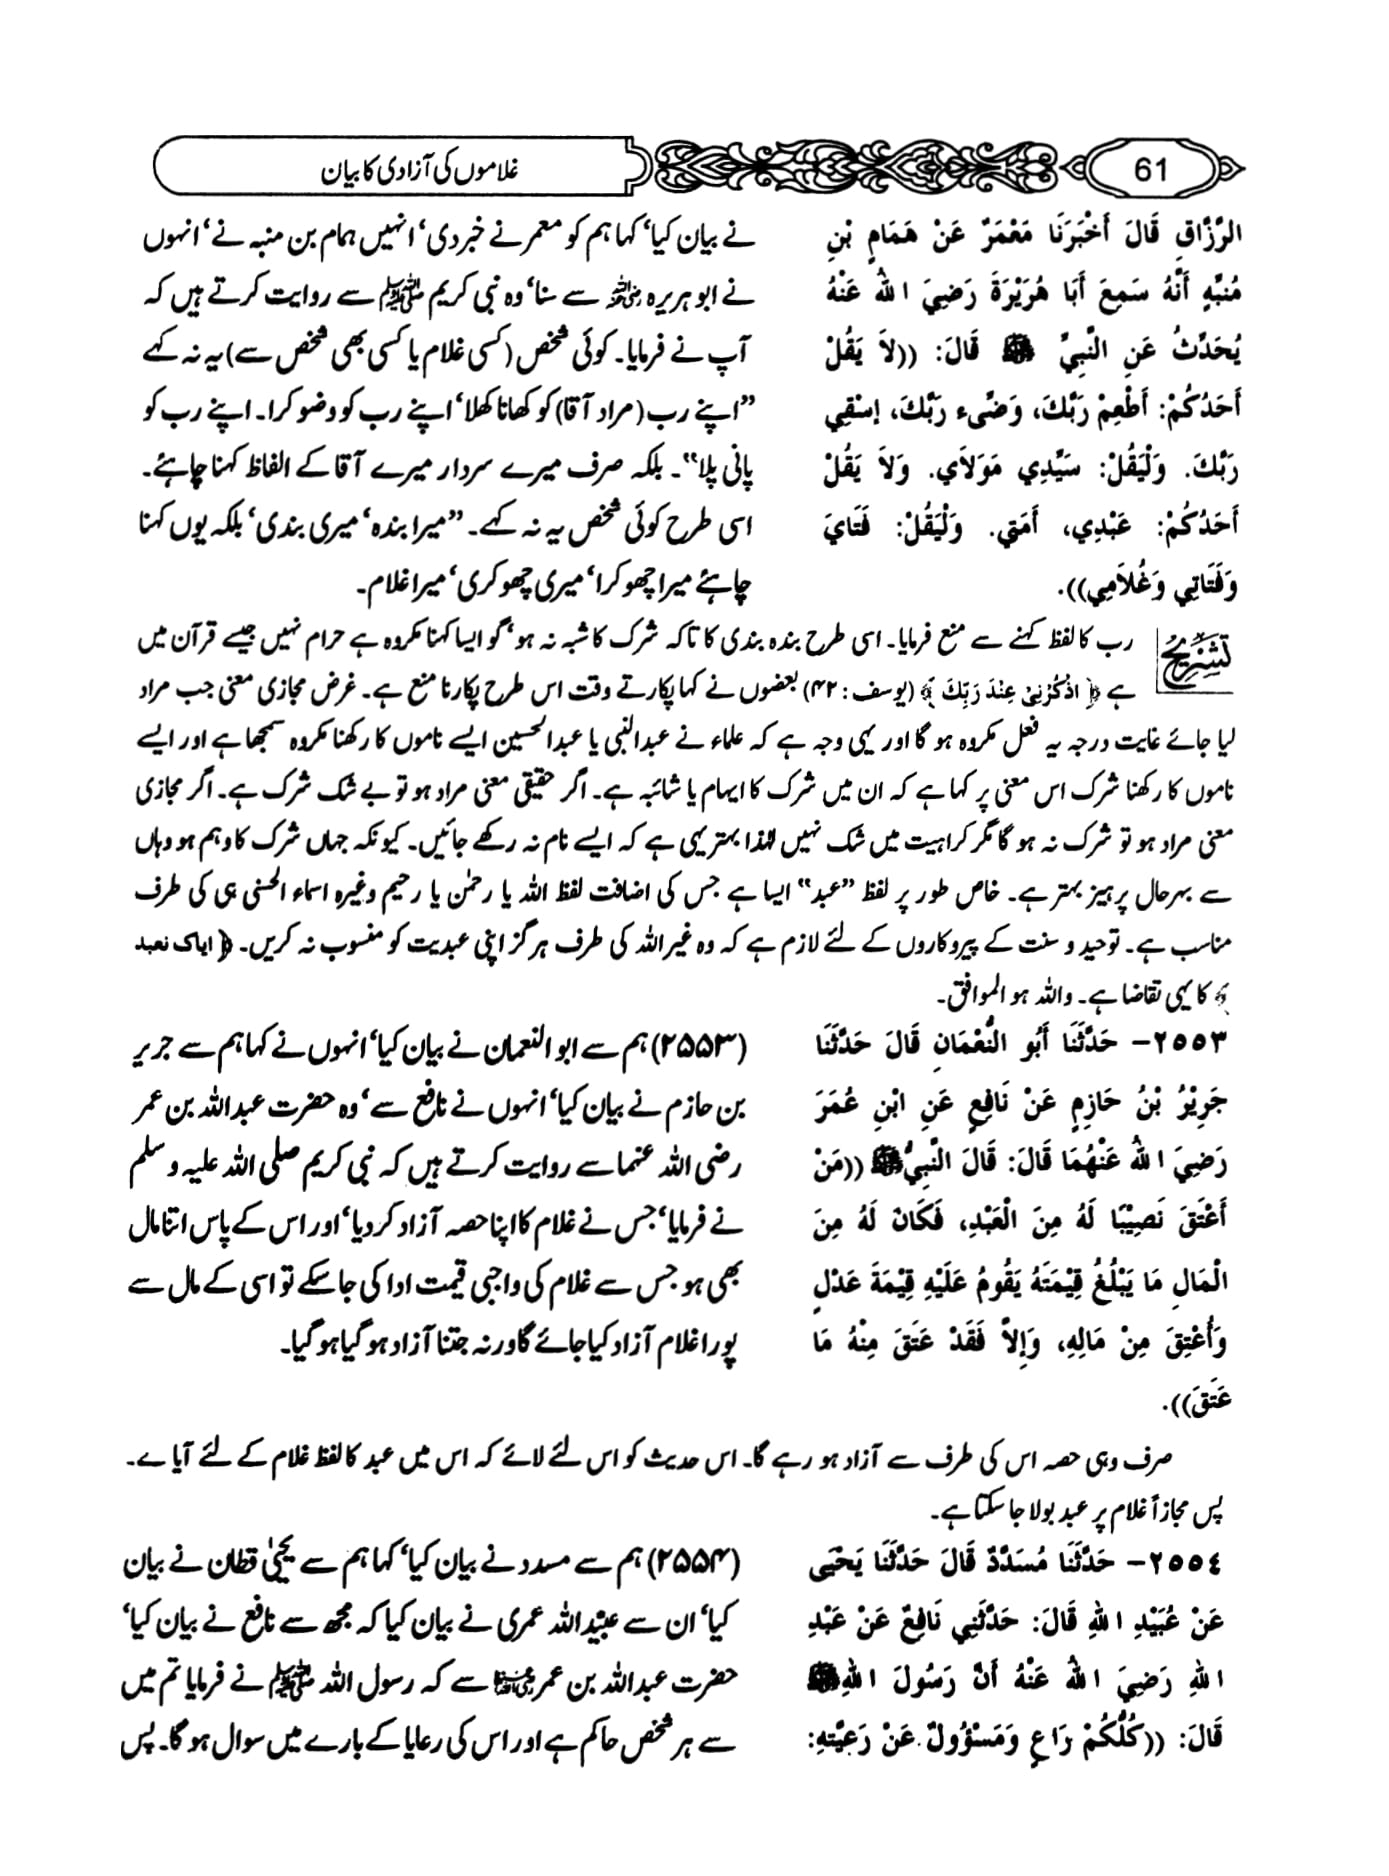 61
غلاموں کی آزادی کا بیان
الرَّزَّاقِ قَالَ أَخْبَرَنَا مَعْمَرٌ عَنْ هَمَامِ بْنِ
مُنَبِّهٍ أَنَّهُ سَمِعَ أَبَا هُرَيْرَةَ رَضِيَ اللهُ عَنْهُ
يُحَدِّثُ عَنِ النَّبِيِّ ﷺ قَالَ: ((لاَ يَقُلْ
أَحَدُكُمْ: أَطْعِمْ رَبَّكَ، وَضِّىء رَبَّكَ، اِسْقِي
رَبَّكَ. وَلْيَقُلْ: سَيِّدِي مَوْلاَي. وَلاَ يَقُلْ
أَحَدُكُمْ: عَبْدِي، أَمَتِي. وَلْيَقُلْ: فَتَايَ
وَفَتَاتِي وَغُلاَمِي)).
نے بیان کیا‘ کہا ہم کو معمر نے خبر دی‘ انہیں ہمام بن منبہ نے‘ انہوں
نے ابو ہریرہ رضی اللہ عنہ سے سنا‘ وہ نبی کریم ﷺ سے روایت کرتے ہیں کہ
آپ نے فرمایا۔ کوئی شخص (کسی غلام یا کسی بھی شخص سے) یہ نہ کہے
”اپنے رب (مراد آقا) کو کھانا کھلا‘ اپنے رب کو وضو کرا۔ اپنے رب کو
پانی پلا“۔ بلکہ صرف میرے سردار میرے آقا کے الفاظ کہنا چاہئے۔
اسی طرح کوئی شخص یہ نہ کہے۔ ”میرا بندہ‘ میری بندی‘ بلکہ یوں کہنا
چاہئے میرا چھوکرا‘ میری چھوکری‘ میرا غلام۔
تشریح رب کا لفظ کہنے سے منع فرمایا۔ اسی طرح بندہ بندی کا تاکہ شرک کا شبہ نہ ہو‘ گو ایسا کہنا مکروہ ہے حرام نہیں جیسے قرآن میں
ہے ﴿ اذْكُرْنِىْ عِنْدَ رَبِّكَ ﴾ (یوسف : ۴۲) بعضوں نے کہا پکارتے وقت اس طرح پکارنا منع ہے۔ غرض مجازی معنی جب مراد
لیا جائے غایت درجہ یہ فعل مکروہ ہو گا اور یہی وجہ ہے کہ علماء نے عبدالنبی یا عبدالحسین ایسے ناموں کا رکھنا مکروہ سمجھا ہے اور ایسے
ناموں کا رکھنا شرک اس معنی پر کہا ہے کہ ان میں شرک کا ایہام یا شائبہ ہے۔ اگر حقیقی معنی مراد ہو تو بے شک شرک ہے۔ اگر مجازی
معنی مراد ہو تو شرک نہ ہو گا مگر کراہیت میں شک نہیں لہٰذا بہتر یہی ہے کہ ایسے نام نہ رکھے جائیں۔ کیونکہ جہاں شرک کا وہم ہو وہاں
سے بہرحال پرہیز بہتر ہے۔ خاص طور پر لفظ ”عبد“ ایسا ہے جس کی اضافت لفظ اللہ یا رحمٰن یا رحیم وغیرہ اسماء الحسنٰی ہی کی طرف
مناسب ہے۔ توحید و سنت کے پیروکاروں کے لئے لازم ہے کہ وہ غیراللہ کی طرف ہرگز اپنی عبدیت کو منسوب نہ کریں۔ ﴿ ایاک نعبد
﴾ کا یہی تقاضا ہے۔ واللہ ہو الموافق۔
٢٥٥٣- حَدَّثَنَا أَبُو النُّعْمَانِ قَالَ حَدَّثَنَا
جَرِيْرُ بْنُ حَازِمٍ عَنْ نَافِعٍ عَنِ ابْنِ عُمَرَ
رَضِيَ اللهُ عَنْهُمَا قَالَ: قَالَ النَّبِيُّ ﷺ ((مَنْ
أَعْتَقَ نَصِيْبًا لَهُ مِنَ الْعَبْدِ، فَكَانَ لَهُ مِنَ
الْمَالِ مَا يَبْلُغُ قِيْمَتَهُ يَقُومُ عَلَيْهِ قِيْمَةَ عَدْلٍ
وَأُعْتِقَ مِنْ مَالِهِ، وَإِلاَّ فَقَدْ عَتَقَ مِنْهُ مَا
عَتَقَ)).
(۲۵۵۳) ہم سے ابو النعمان نے بیان کیا‘ انہوں نے کہا ہم سے جریر
بن حازم نے بیان کیا‘ انہوں نے نافع سے‘ وہ حضرت عبداللہ بن عمر
رضی اللہ عنہما سے روایت کرتے ہیں کہ نبی کریم صلی اللہ علیہ و سلم
نے فرمایا‘ جس نے غلام کا اپنا حصہ آزاد کر دیا‘ اور اس کے پاس اتنا مال
بھی ہو جس سے غلام کی واجبی قیمت ادا کی جا سکے تو اسی کے مال سے
پورا غلام آزاد کیا جائے گا ورنہ جتنا آزاد ہو گیا ہو گیا۔
صرف وہی حصہ اس کی طرف سے آزاد ہو رہے گا۔ اس حدیث کو اس لئے لائے کہ اس میں عبد کا لفظ غلام کے لئے آیا ے۔
پس مجازاً غلام پر عبد بولا جا سکتا ہے۔
٢٥٥٤- حَدَّثَنَا مُسَدَّدٌ قَالَ حَدَّثَنَا يَحْيَى
عَنْ عُبَيْدِ اللهِ قَالَ: حَدَّثَنِي نَافِعٌ عَنْ عَبْدِ
اللهِ رَضِيَ اللهُ عَنْهُ أَنَّ رَسُولَ اللهِ ﷺ
قَالَ: ((كُلُّكُمْ رَاعٍ وَمَسْؤُولٌ عَنْ رَعِيَّتِهِ:
(۲۵۵۴) ہم سے مسدد نے بیان کیا‘ کہا ہم سے یحییٰ قطان نے بیان
کیا‘ ان سے عبیداللہ عمری نے بیان کیا کہ مجھ سے نافع نے بیان کیا‘
حضرت عبداللہ بن عمر رضی اللہ عنہما سے کہ رسول اللہ ﷺ نے فرمایا تم میں
سے ہر شخص حاکم ہے اور اس کی رعایا کے بارے میں سوال ہو گا۔ پس